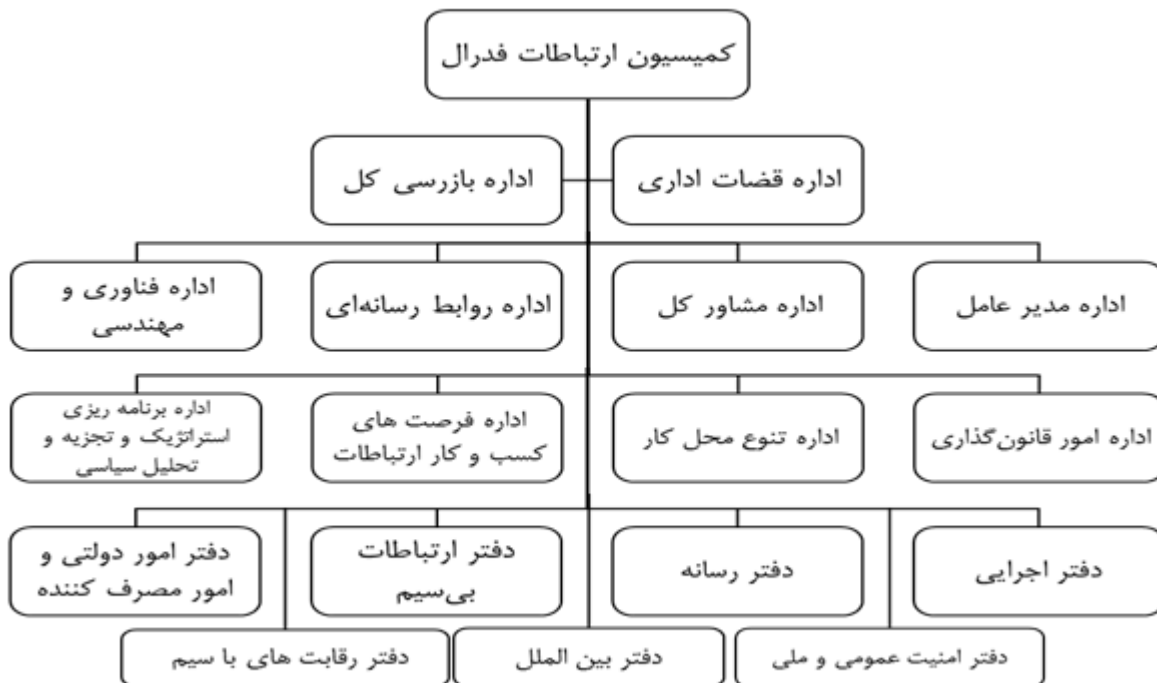 کمیسیون ارتباطات فدرال
اداره قضات اداری
اداره بازرسی کل
اداره مدیر عامل
اداره مشاور کل
اداره روابط رسانه‌ای
اداره فناوری و
مهندسی
اداره امور قانون‌گذاری
اداره تنوع محل کار
اداره فرصت های
کسب و کار ارتباطات
اداره برنامه ریزی
استراتژیک و تجزیه و
تحلیل سیاسی
دفتر اجرایی
دفتر رسانه
دفتر ارتباطات
بی‌سیم
دفتر امور دولتی و
امور مصرف کننده
دفتر امنیت عمومی و ملی
دفتر بین الملل
دفتر رقابت های با سیم